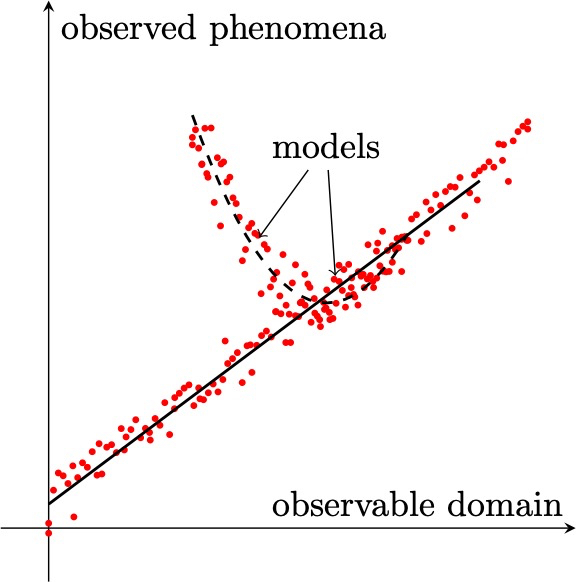 observed phenomena
models
observable domain